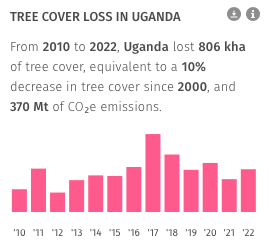 TREE COVER LOSS IN UGANDA
From 2010 to 2022, Uganda lost 806 kha
of tree cover, equivalent to a 10%
decrease in tree cover since 2000, and
370 Mt of CO₂e emissions.
'10 '11 '12 '13 '14 '15 '16 '17 '18 '19 '20 '21 '22